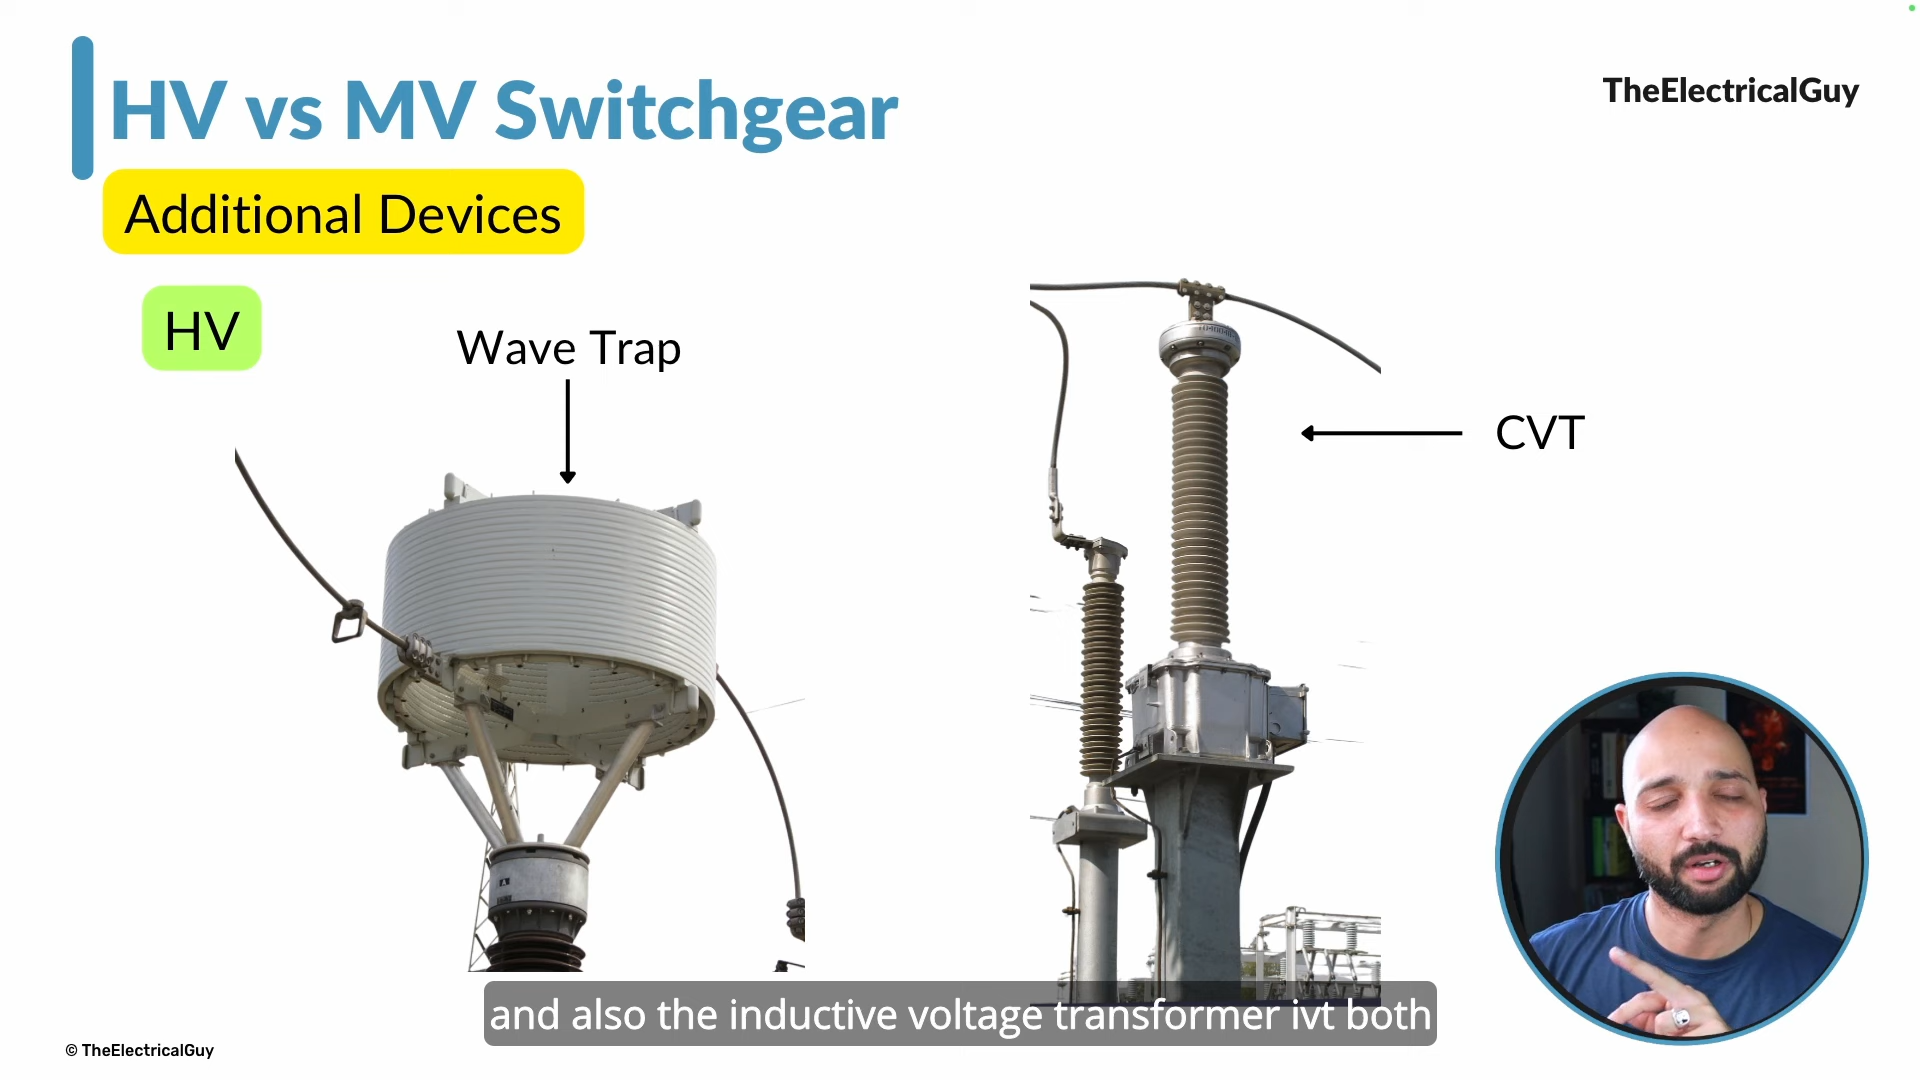 HV vs MV Switchgear
TheElectricalGuy
Additional Devices
HV
Wave Trap
CVT
and also the inductive voltage transformer ivt both
© TheElectricalGuy